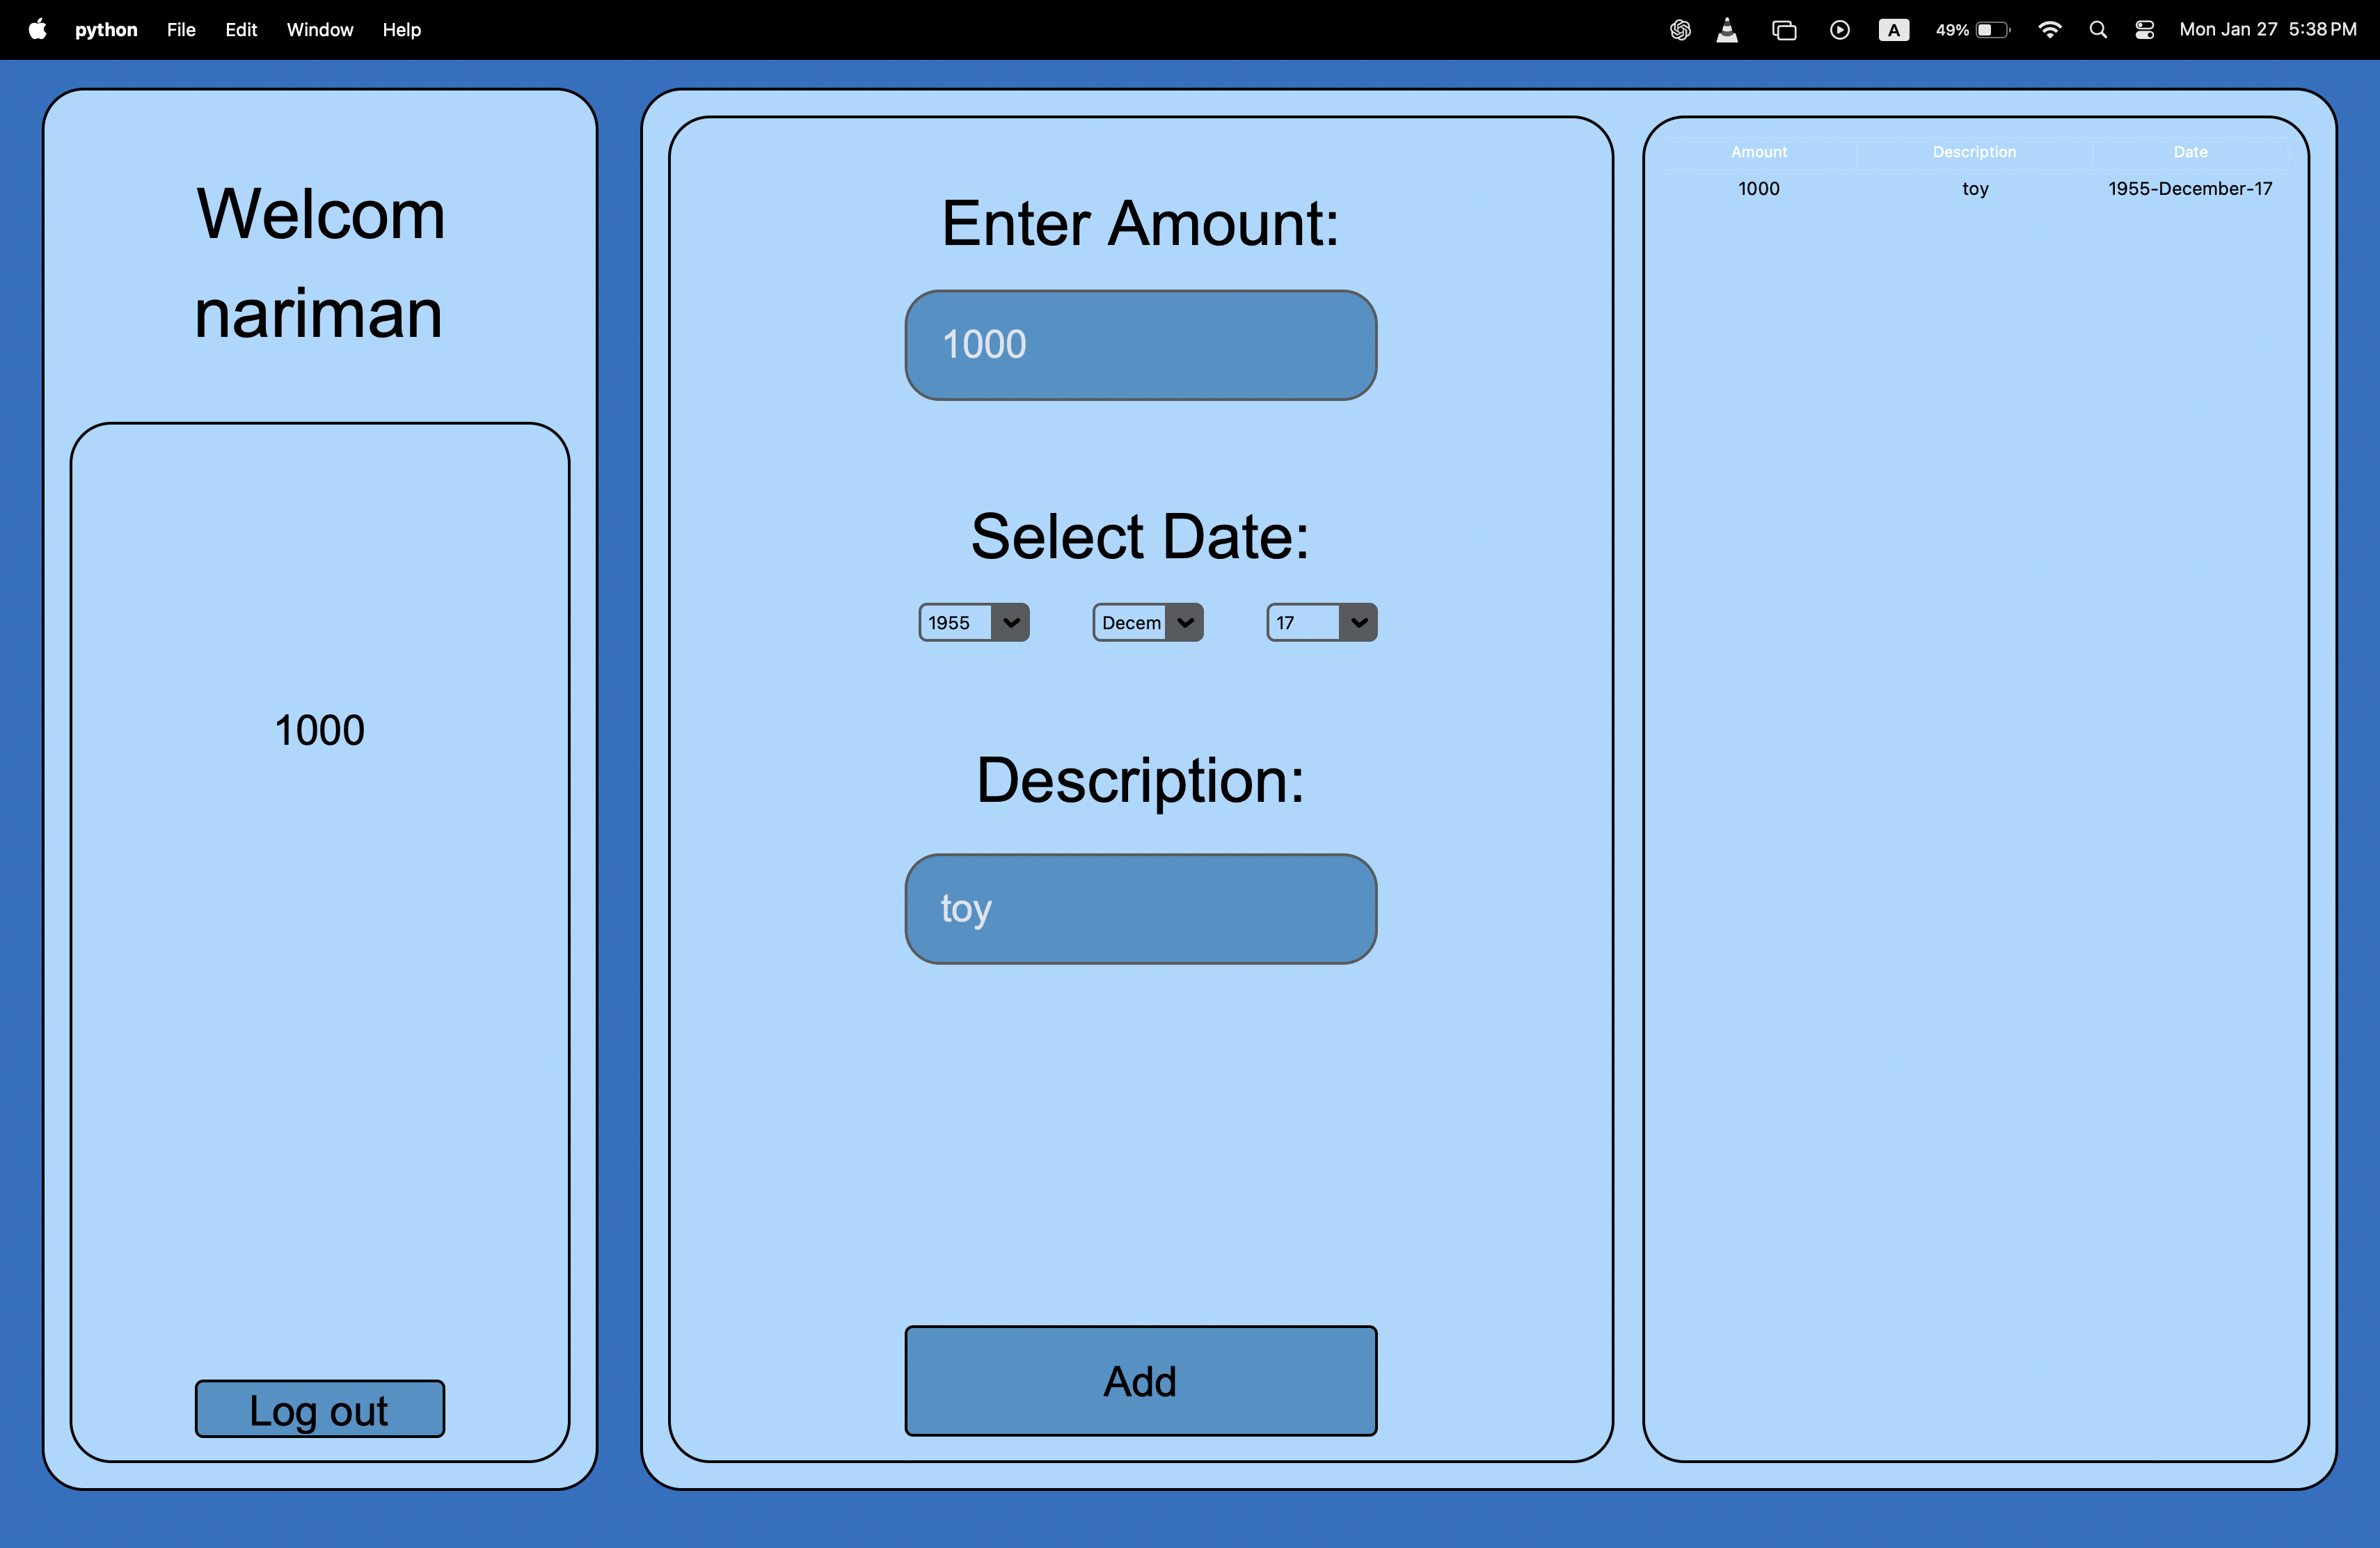 python File Edit Window Help A 49% Mon Jan 27 5:38 PM
Welcom
nariman
1000
Log out
Enter Amount:
1000
Select Date:
1955 Decem 17
Description:
toy
Add
Amount Description Date
1000 toy 1955-December-17